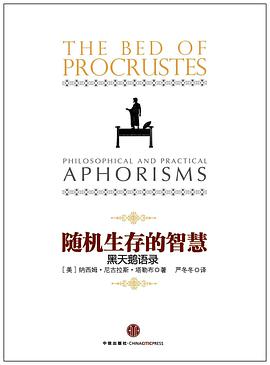 THE BED OF
PROCRUSTES
PHILOSOPHICAL AND PRACTICAL
APHORISMS
随机生存的智慧
黑天鹅语录
[美] 纳西姆·尼古拉斯·塔勒布◎著 严冬冬◎译
中信出版社·CHINACITICPRESS